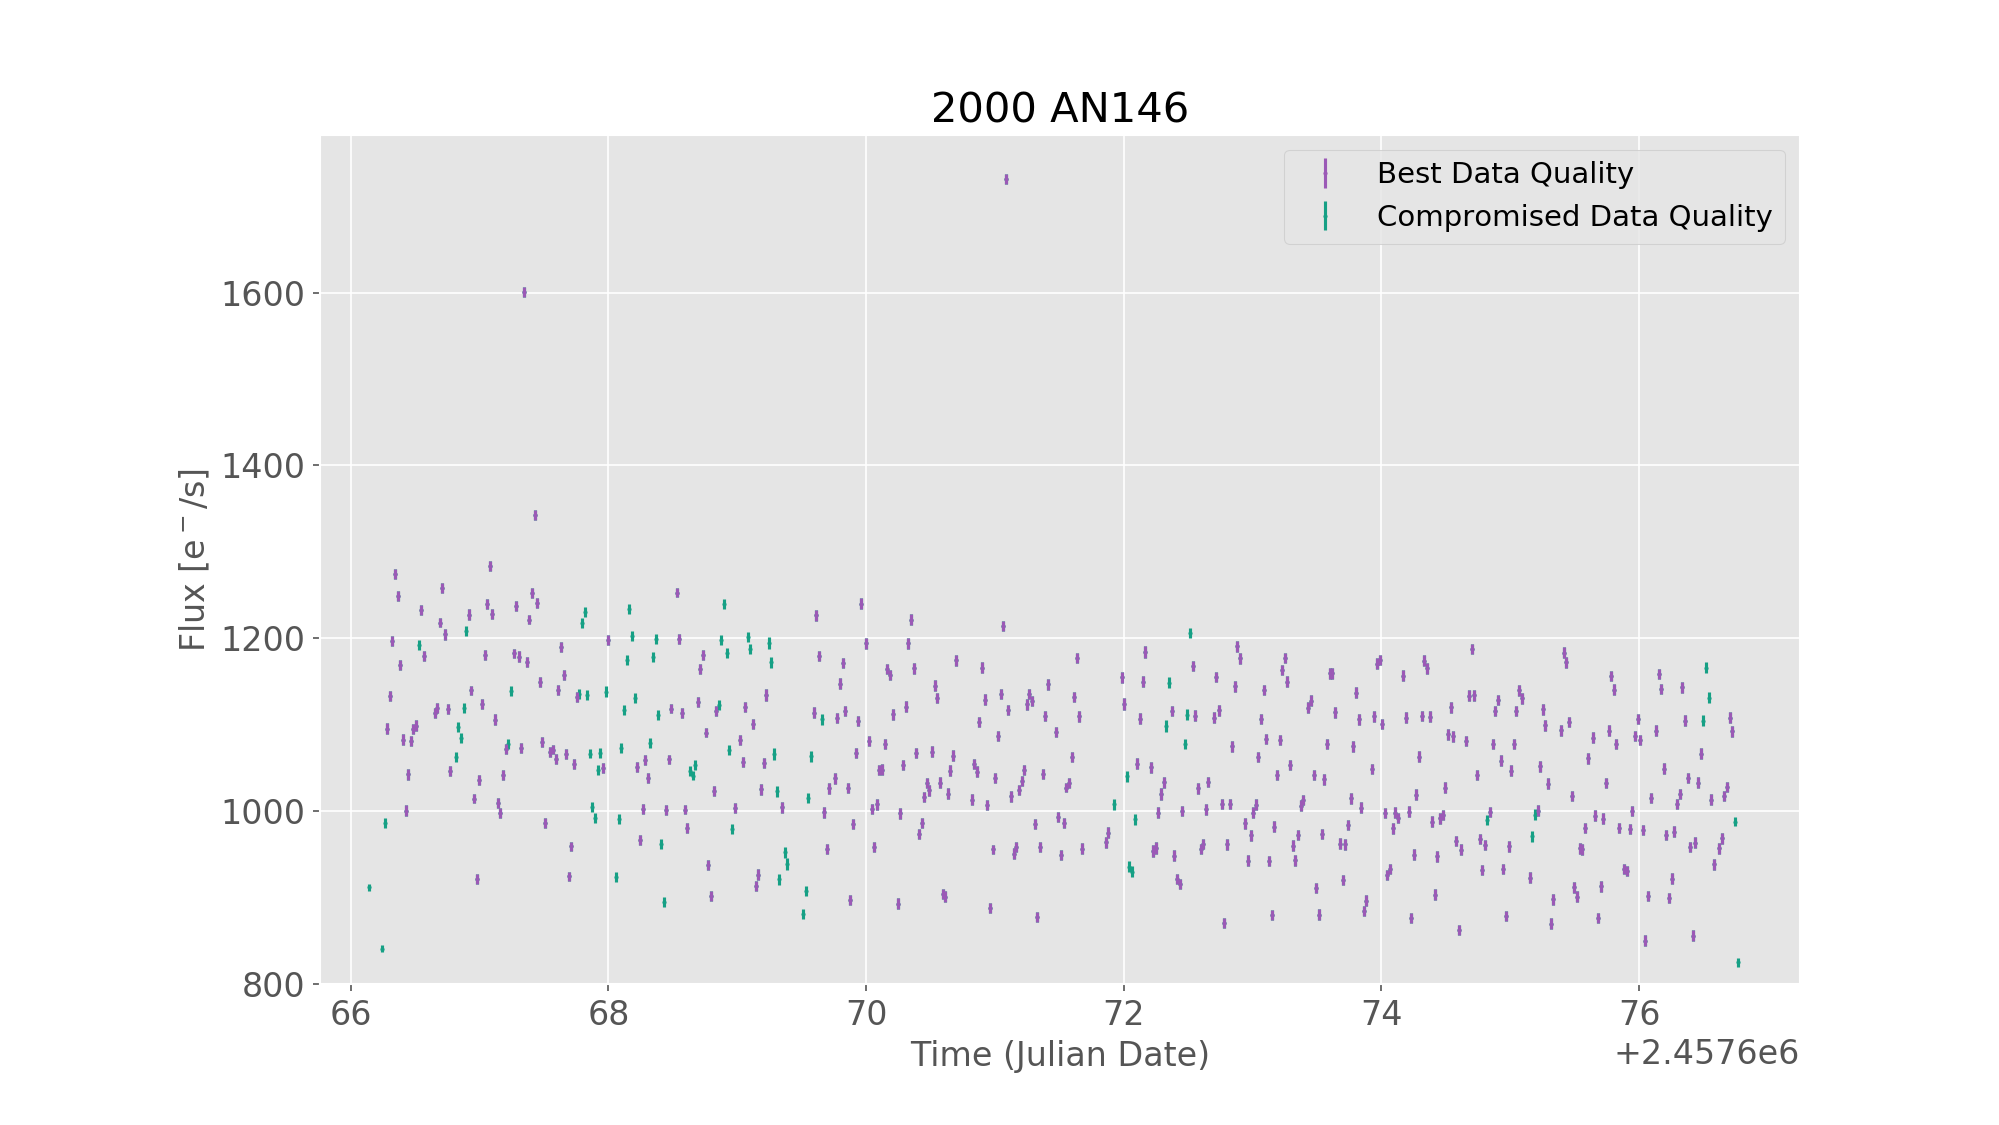 2000 AN146
Best Data Quality
Compromised Data Quality
1600
1400
1200
1000
800
Flux [e⁻/s]
66 68 70 72 74 76
Time (Julian Date)
+2.4576e6